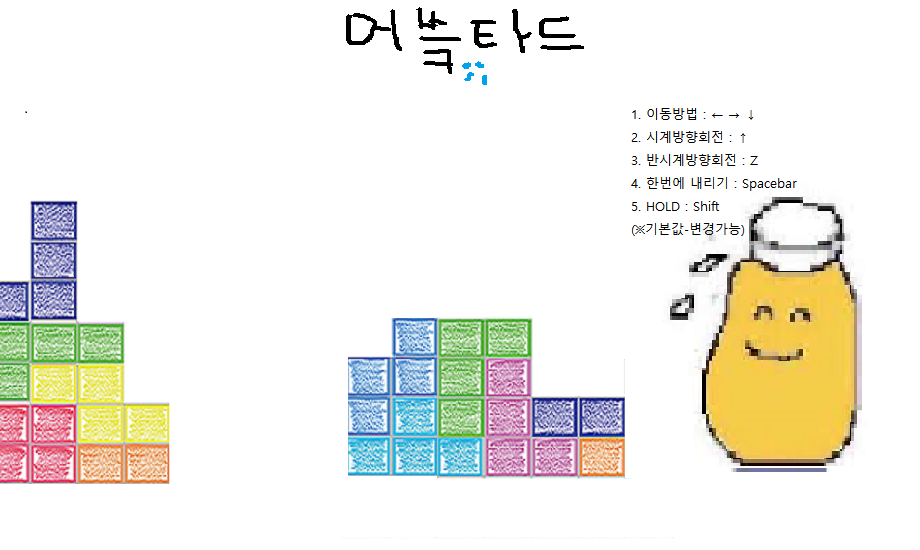 머쓱타드
1. 이동방법 : ← → ↓
2. 시계방향회전 : ↑
3. 반시계방향회전 : Z
4. 한번에 내리기 : Spacebar
5. HOLD : Shift
(※기본값-변경가능)